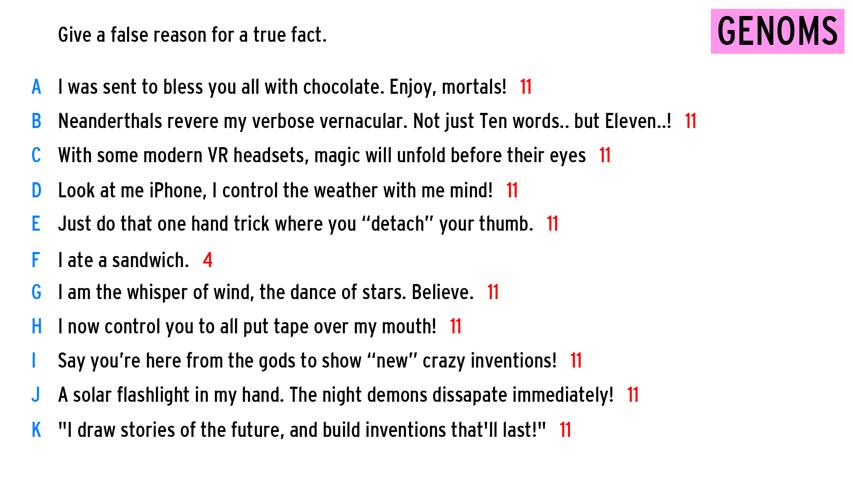 Give a false reason for a true fact.
GENOMS
A I was sent to bless you all with chocolate. Enjoy, mortals! 11
B Neanderthals revere my verbose vernacular. Not just Ten words.. but Eleven..! 11
C With some modern VR headsets, magic will unfold before their eyes 11
D Look at me iPhone, I control the weather with me mind! 11
E Just do that one hand trick where you “detach” your thumb. 11
F I ate a sandwich. 4
G I am the whisper of wind, the dance of stars. Believe. 11
H I now control you to all put tape over my mouth! 11
I Say you’re here from the gods to show “new” crazy inventions! 11
J A solar flashlight in my hand. The night demons dissapate immediately! 11
K "I draw stories of the future, and build inventions that'll last!" 11